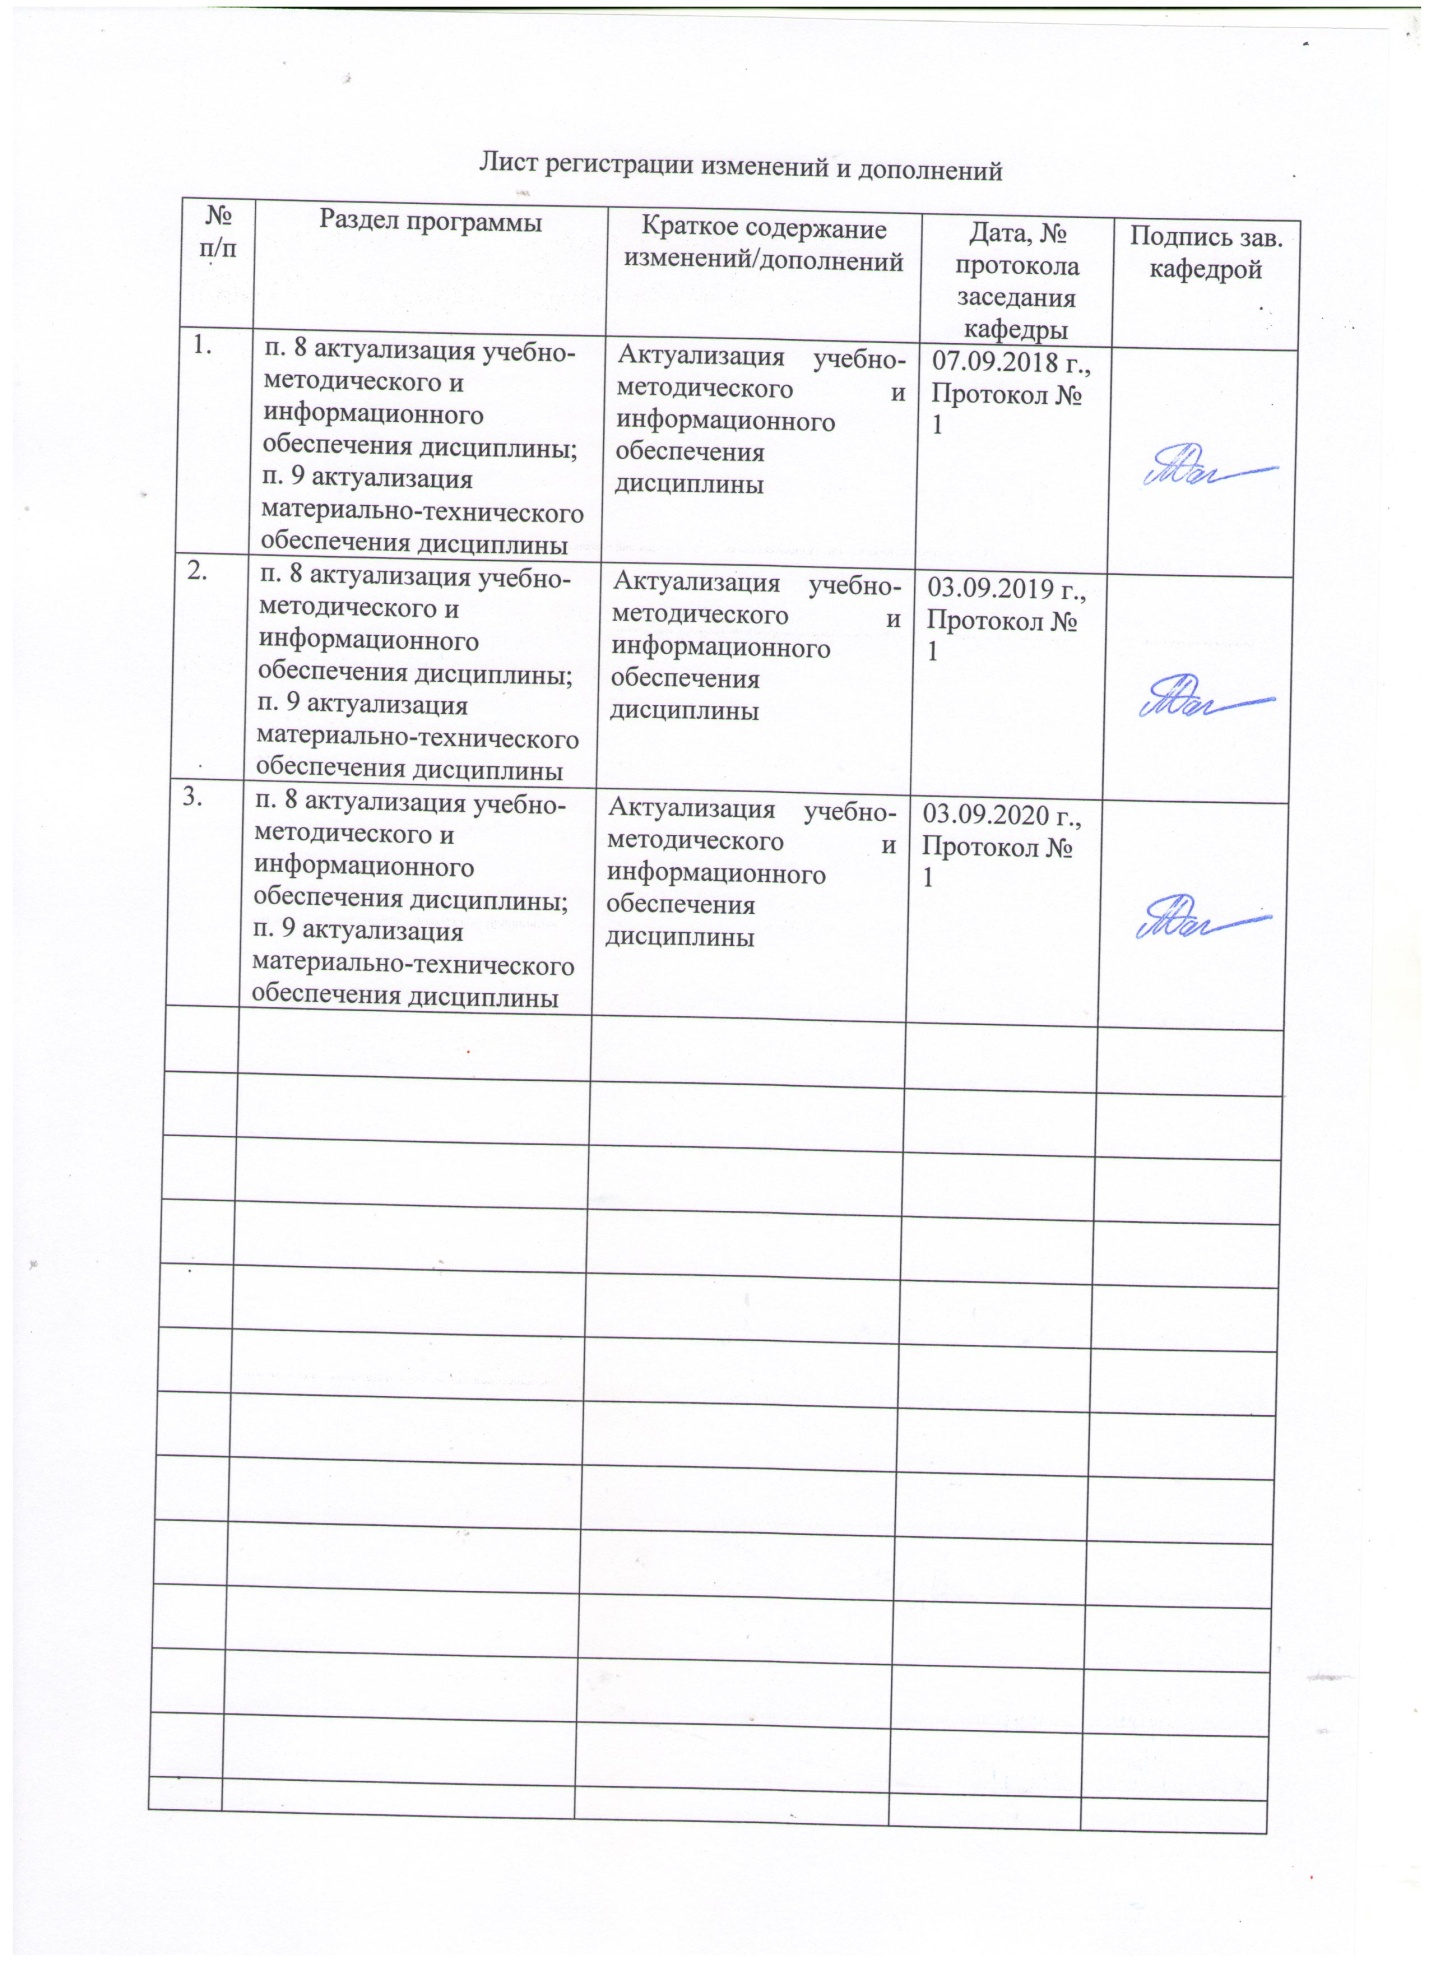 Лист регистрации изменений и дополнений
№
п/п
Раздел программы
Краткое содержание
изменений/дополнений
Дата, №
протокола
заседания
кафедры
Подпись зав.
кафедрой
1.
п. 8 актуализация учебно-
методического и
информационного
обеспечения дисциплины;
п. 9 актуализация
материально-технического
обеспечения дисциплины
Актуализация учебно-
методического и
информационного
обеспечения
дисциплины
07.09.2018 г.,
Протокол №
1
2.
п. 8 актуализация учебно-
методического и
информационного
обеспечения дисциплины;
п. 9 актуализация
материально-технического
обеспечения дисциплины
Актуализация учебно-
методического и
информационного
обеспечения
дисциплины
03.09.2019 г.,
Протокол №
1
3.
п. 8 актуализация учебно-
методического и
информационного
обеспечения дисциплины;
п. 9 актуализация
материально-технического
обеспечения дисциплины
Актуализация учебно-
методического и
информационного
обеспечения
дисциплины
03.09.2020 г.,
Протокол №
1